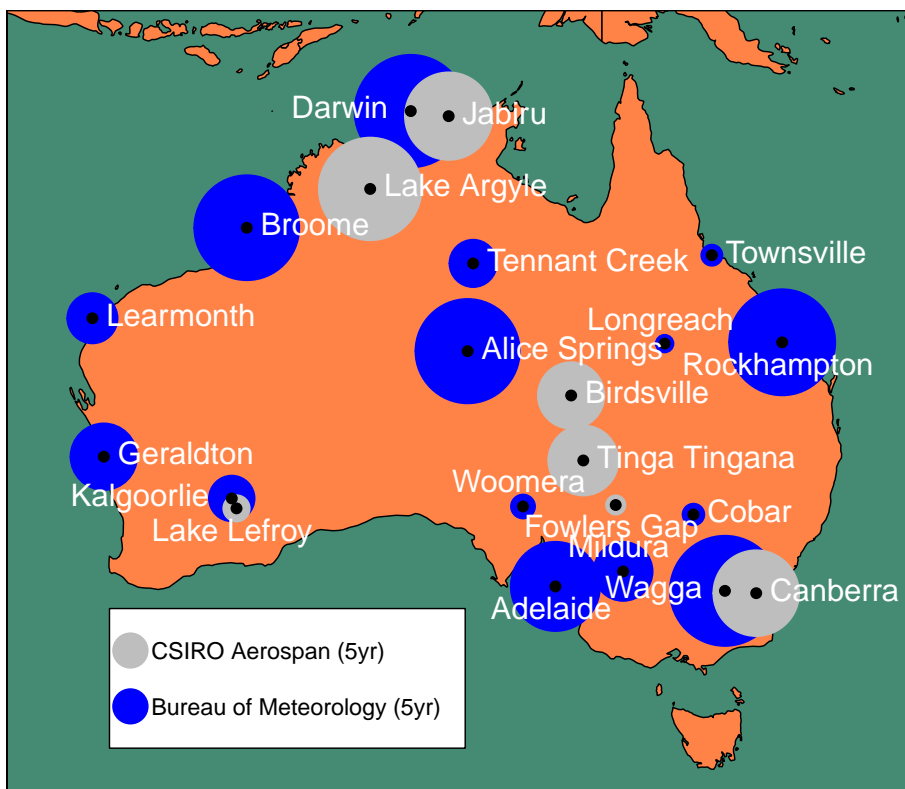 Darwin
Jabiru
Lake Argyle
Broome
Tennant Creek
Townsville
Learmonth
Longreach
Alice Springs
Rockhampton
Birdsville
Geraldton
Tinga Tingana
Kalgoorlie
Woomera
Lake Lefroy
Fowlers Gap
Cobar
Mildura
Wagga
Canberra
Adelaide
CSIRO Aerospan (5yr)
Bureau of Meteorology (5yr)